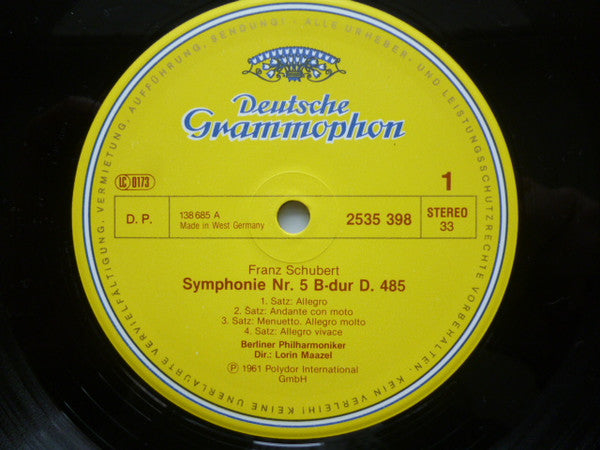 Deutsche
Grammophon
LC 0173
1
D. P.
138 685 A
Made in West Germany
2535 398
STEREO
33
Franz Schubert
Symphonie Nr. 5 B-dur D. 485
1. Satz: Allegro
2. Satz: Andante con moto
3. Satz: Menuetto. Allegro molto
4. Satz: Allegro vivace
Berliner Philharmoniker
Dir.: Lorin Maazel
Ⓟ 1961 Polydor International
GmbH
ALLE URHEBER- UND LEISTUNGSSCHUTZRECHTE VORBEHALTEN · KEIN VERLEIH! KEINE UNERLAUBTE VERVIELFÄLTIGUNG, VERMIETUNG, AUFFÜHRUNG, SENDUNG!